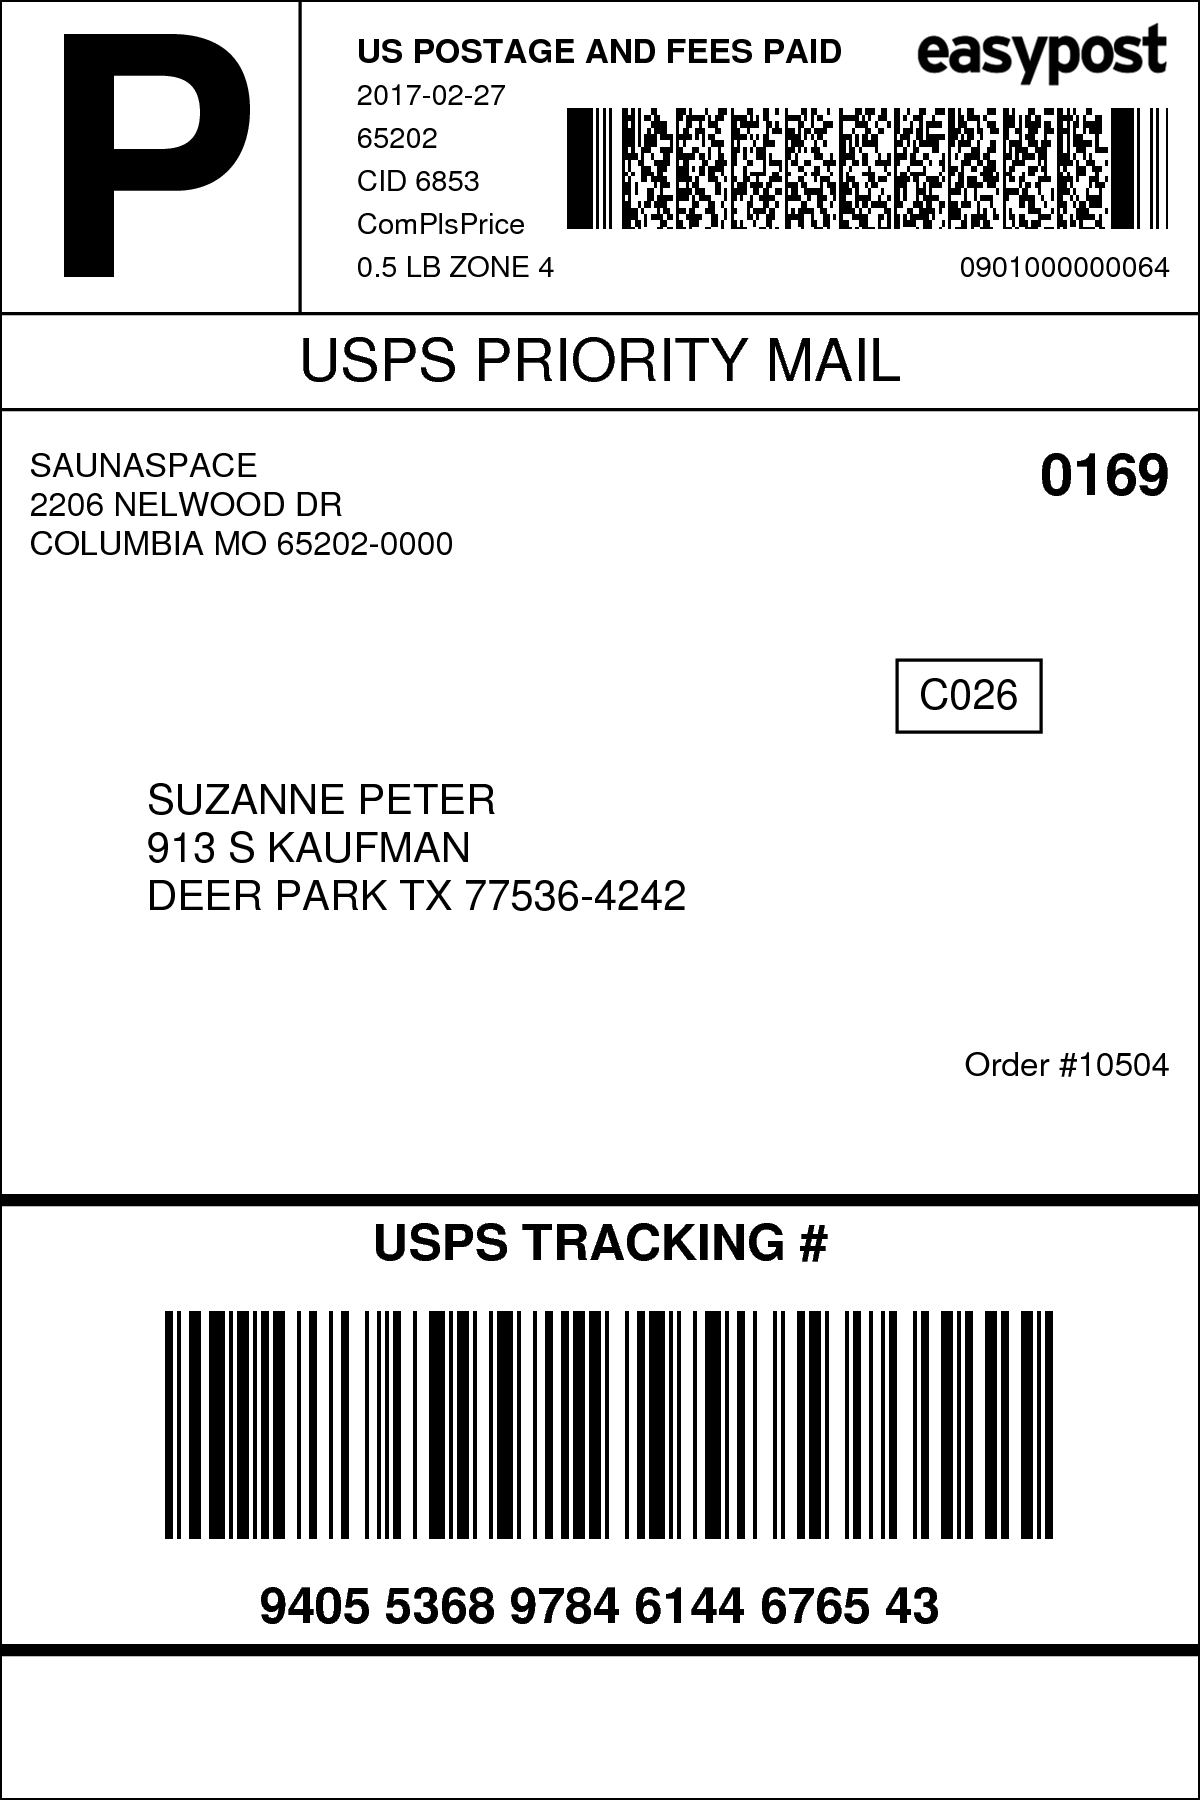 P
US POSTAGE AND FEES PAID
easypost
2017-02-27
65202
CID 6853
ComPlsPrice
0.5 LB ZONE 4
0901000000064
USPS PRIORITY MAIL
SAUNASPACE
2206 NELWOOD DR
COLUMBIA MO 65202-0000
0169
C026
SUZANNE PETER
913 S KAUFMAN
DEER PARK TX 77536-4242
Order #10504
USPS TRACKING #
9405 5368 9784 6144 6765 43